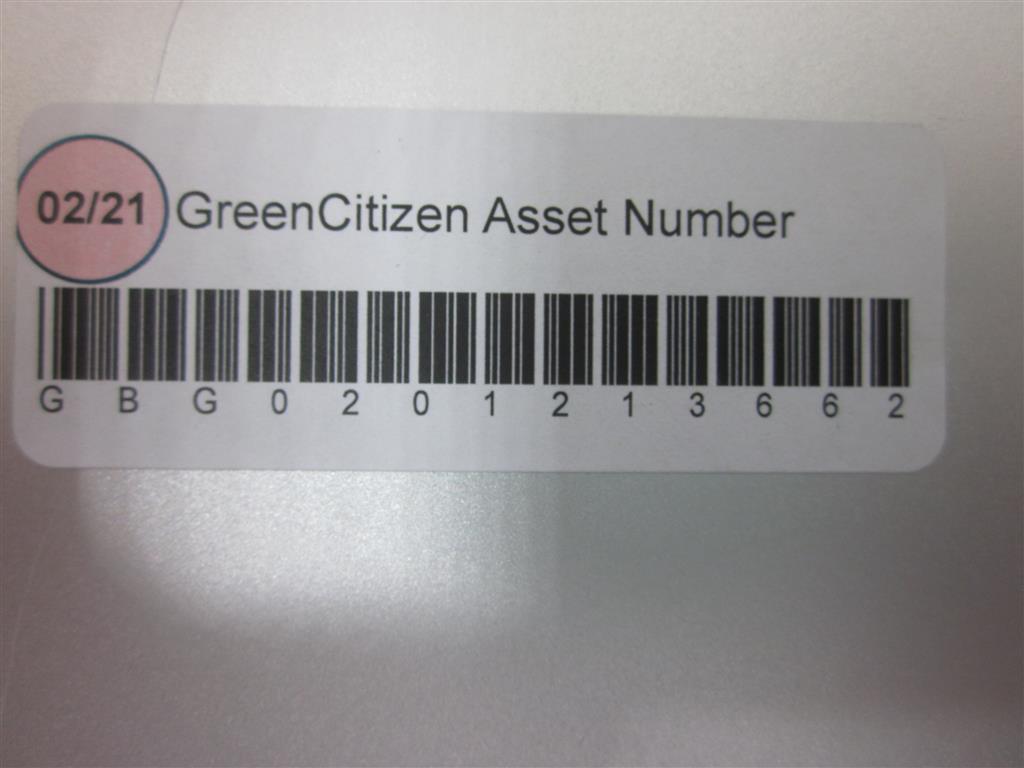 02/21 GreenCitizen Asset Number
G B G 0 2 0 1 2 1 3 6 6 2